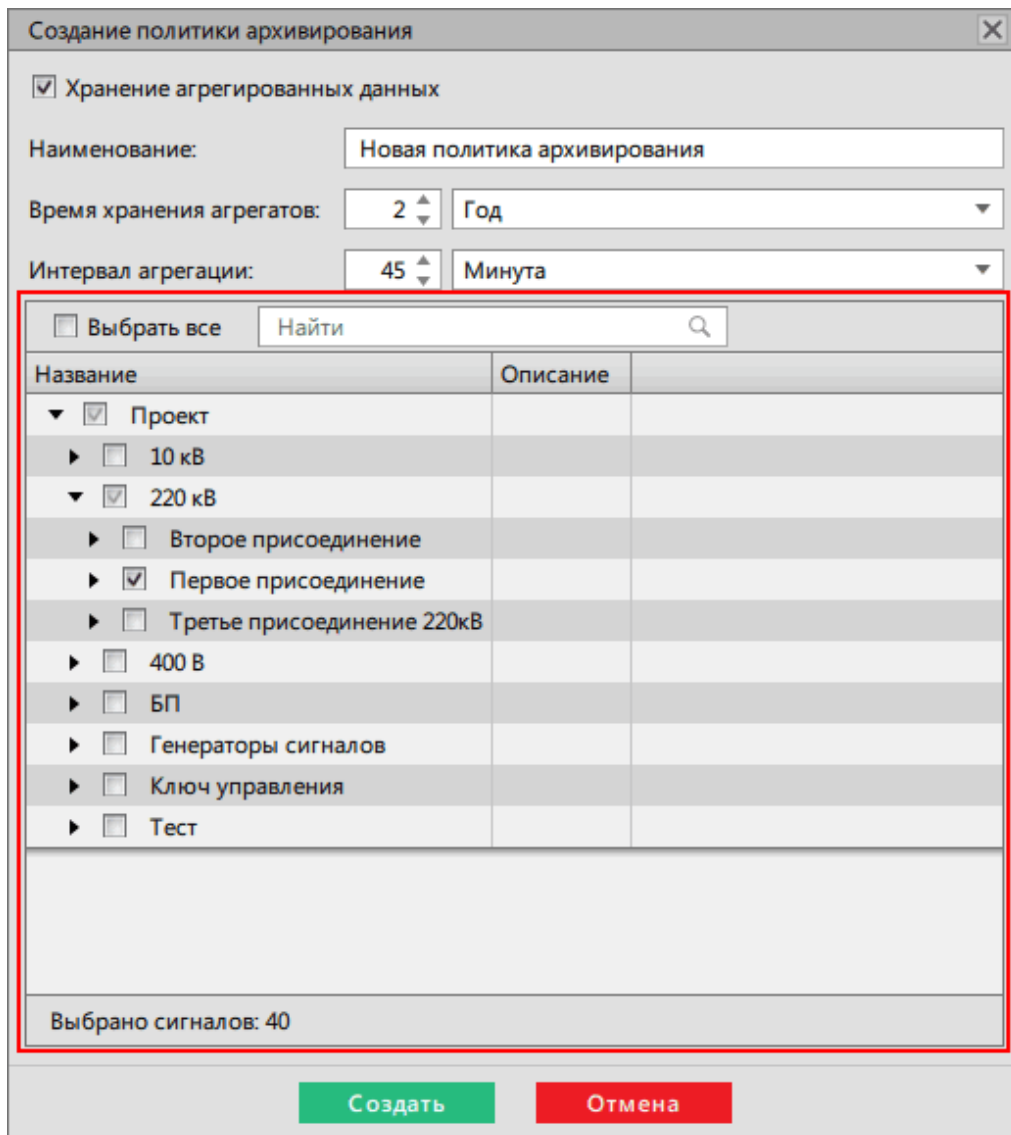 Создание политики архивирования
Хранение агрегированных данных
Наименование: Новая политика архивирования
Время хранения агрегатов: 2 Год
Интервал агрегации: 45 Минута
Выбрать все Найти
Название Описание
Проект
10 кВ
220 кВ
Второе присоединение
Первое присоединение
Третье присоединение 220кВ
400 В
БП
Генераторы сигналов
Ключ управления
Тест
Выбрано сигналов: 40
Создать Отмена